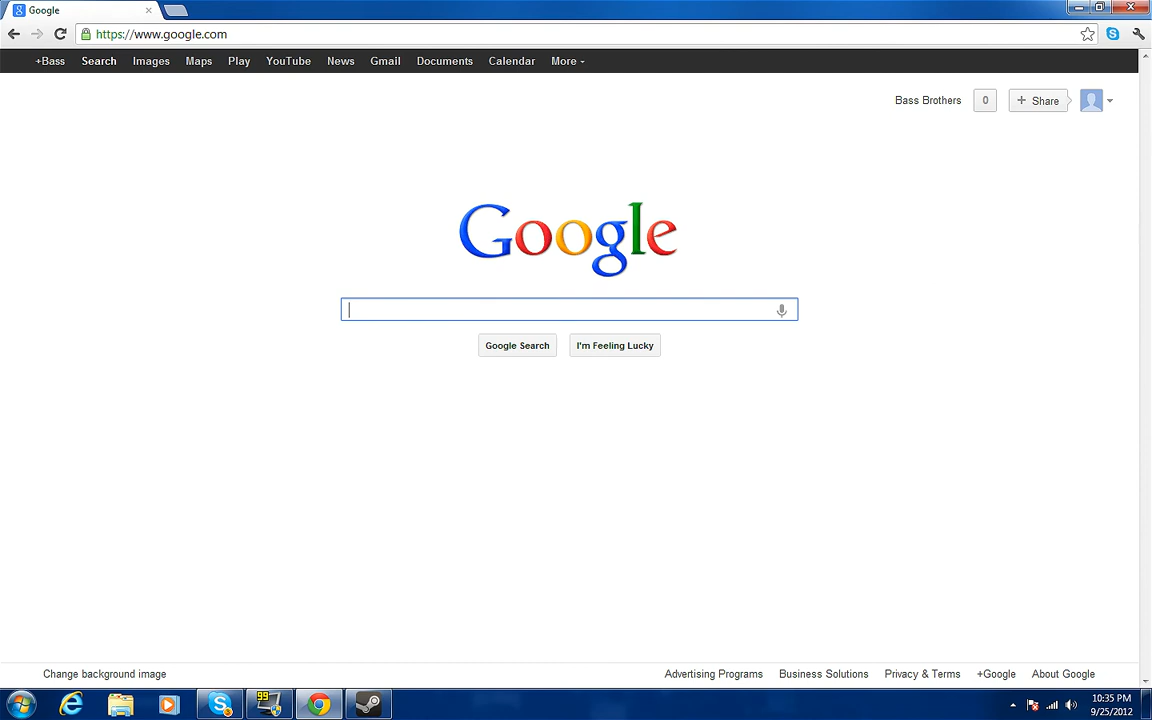 Google
https://www.google.com
+Bass Search Images Maps Play YouTube News Gmail Documents Calendar More
Bass Brothers 0 + Share
Google
Google Search I'm Feeling Lucky
Change background image Advertising Programs Business Solutions Privacy & Terms +Google About Google
99
10:35 PM
9/25/2012